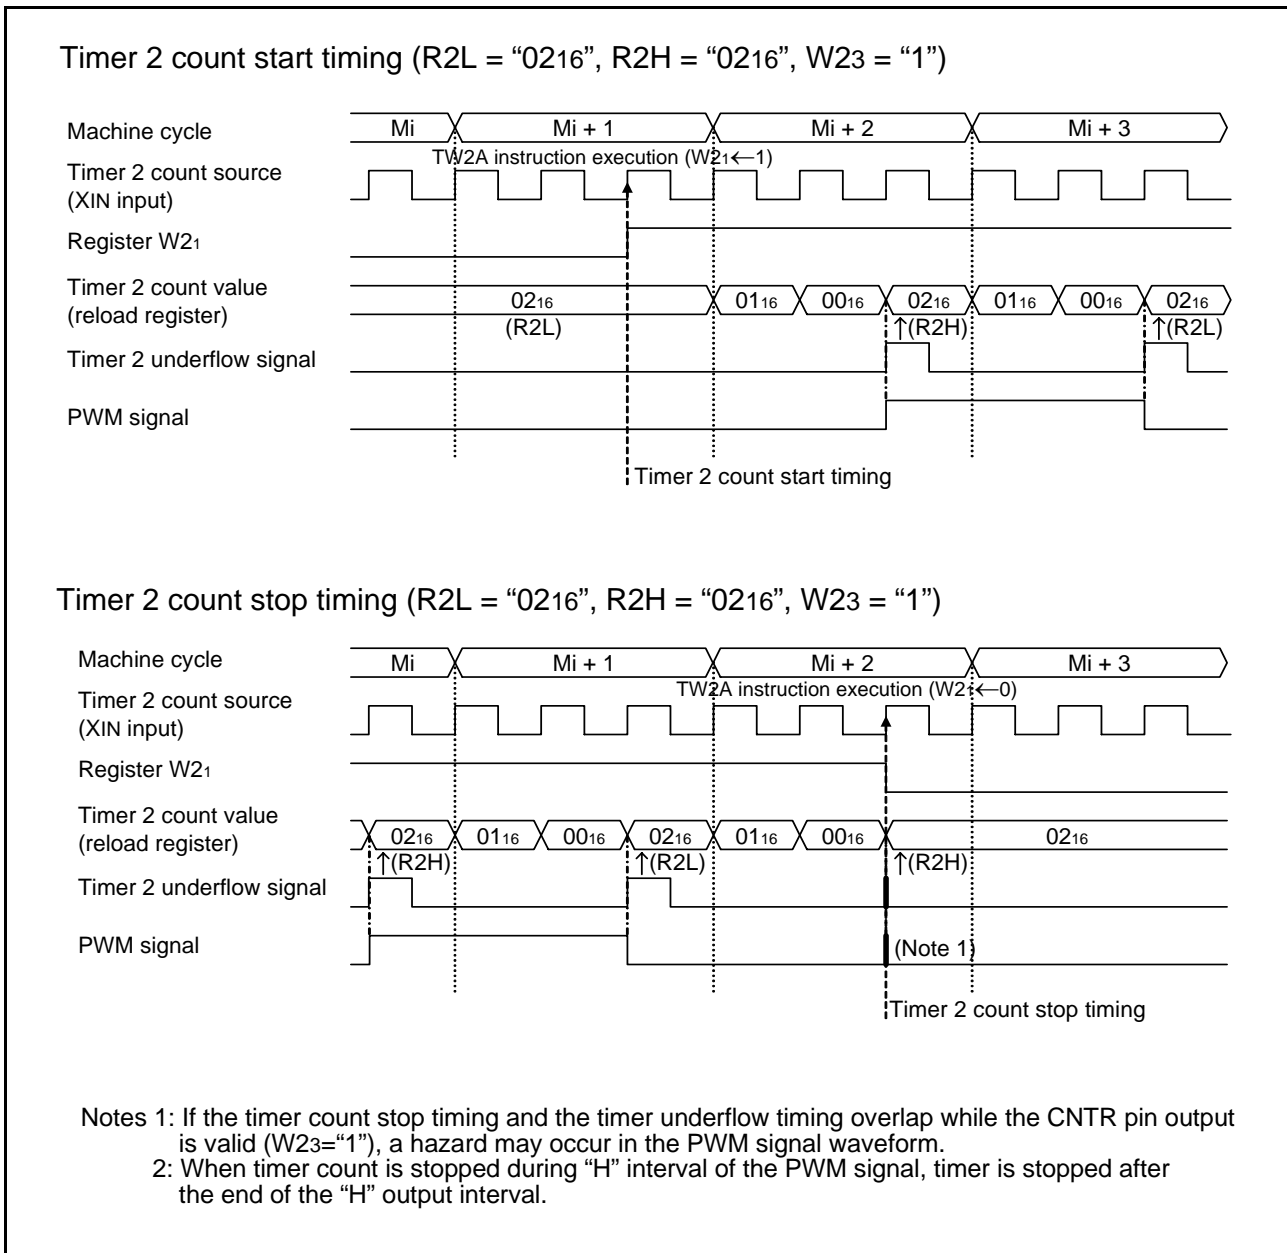 Timer 2 count start timing (R2L = “0216”, R2H = “0216”, W23 = “1”)
Machine cycle
Mi
Mi + 1
Mi + 2
Mi + 3
TW2A instruction execution (W21←1)
Timer 2 count source
(XIN input)
Register W21
Timer 2 count value
(reload register)
0216
(R2L)
0116
0016
0216
0116
0016
0216
↑(R2H)
↑(R2L)
Timer 2 underflow signal
PWM signal
Timer 2 count start timing
Timer 2 count stop timing (R2L = “0216”, R2H = “0216”, W23 = “1”)
Machine cycle
Mi
Mi + 1
Mi + 2
Mi + 3
TW2A instruction execution (W21←0)
Timer 2 count source
(XIN input)
Register W21
Timer 2 count value
(reload register)
0216
0116
0016
0216
0116
0016
0216
↑(R2H)
↑(R2L)
↑(R2H)
Timer 2 underflow signal
PWM signal
(Note 1)
Timer 2 count stop timing
Notes 1: If the timer count stop timing and the timer underflow timing overlap while the CNTR pin output
is valid (W23=“1”), a hazard may occur in the PWM signal waveform.
2: When timer count is stopped during “H” interval of the PWM signal, timer is stopped after
the end of the “H” output interval.